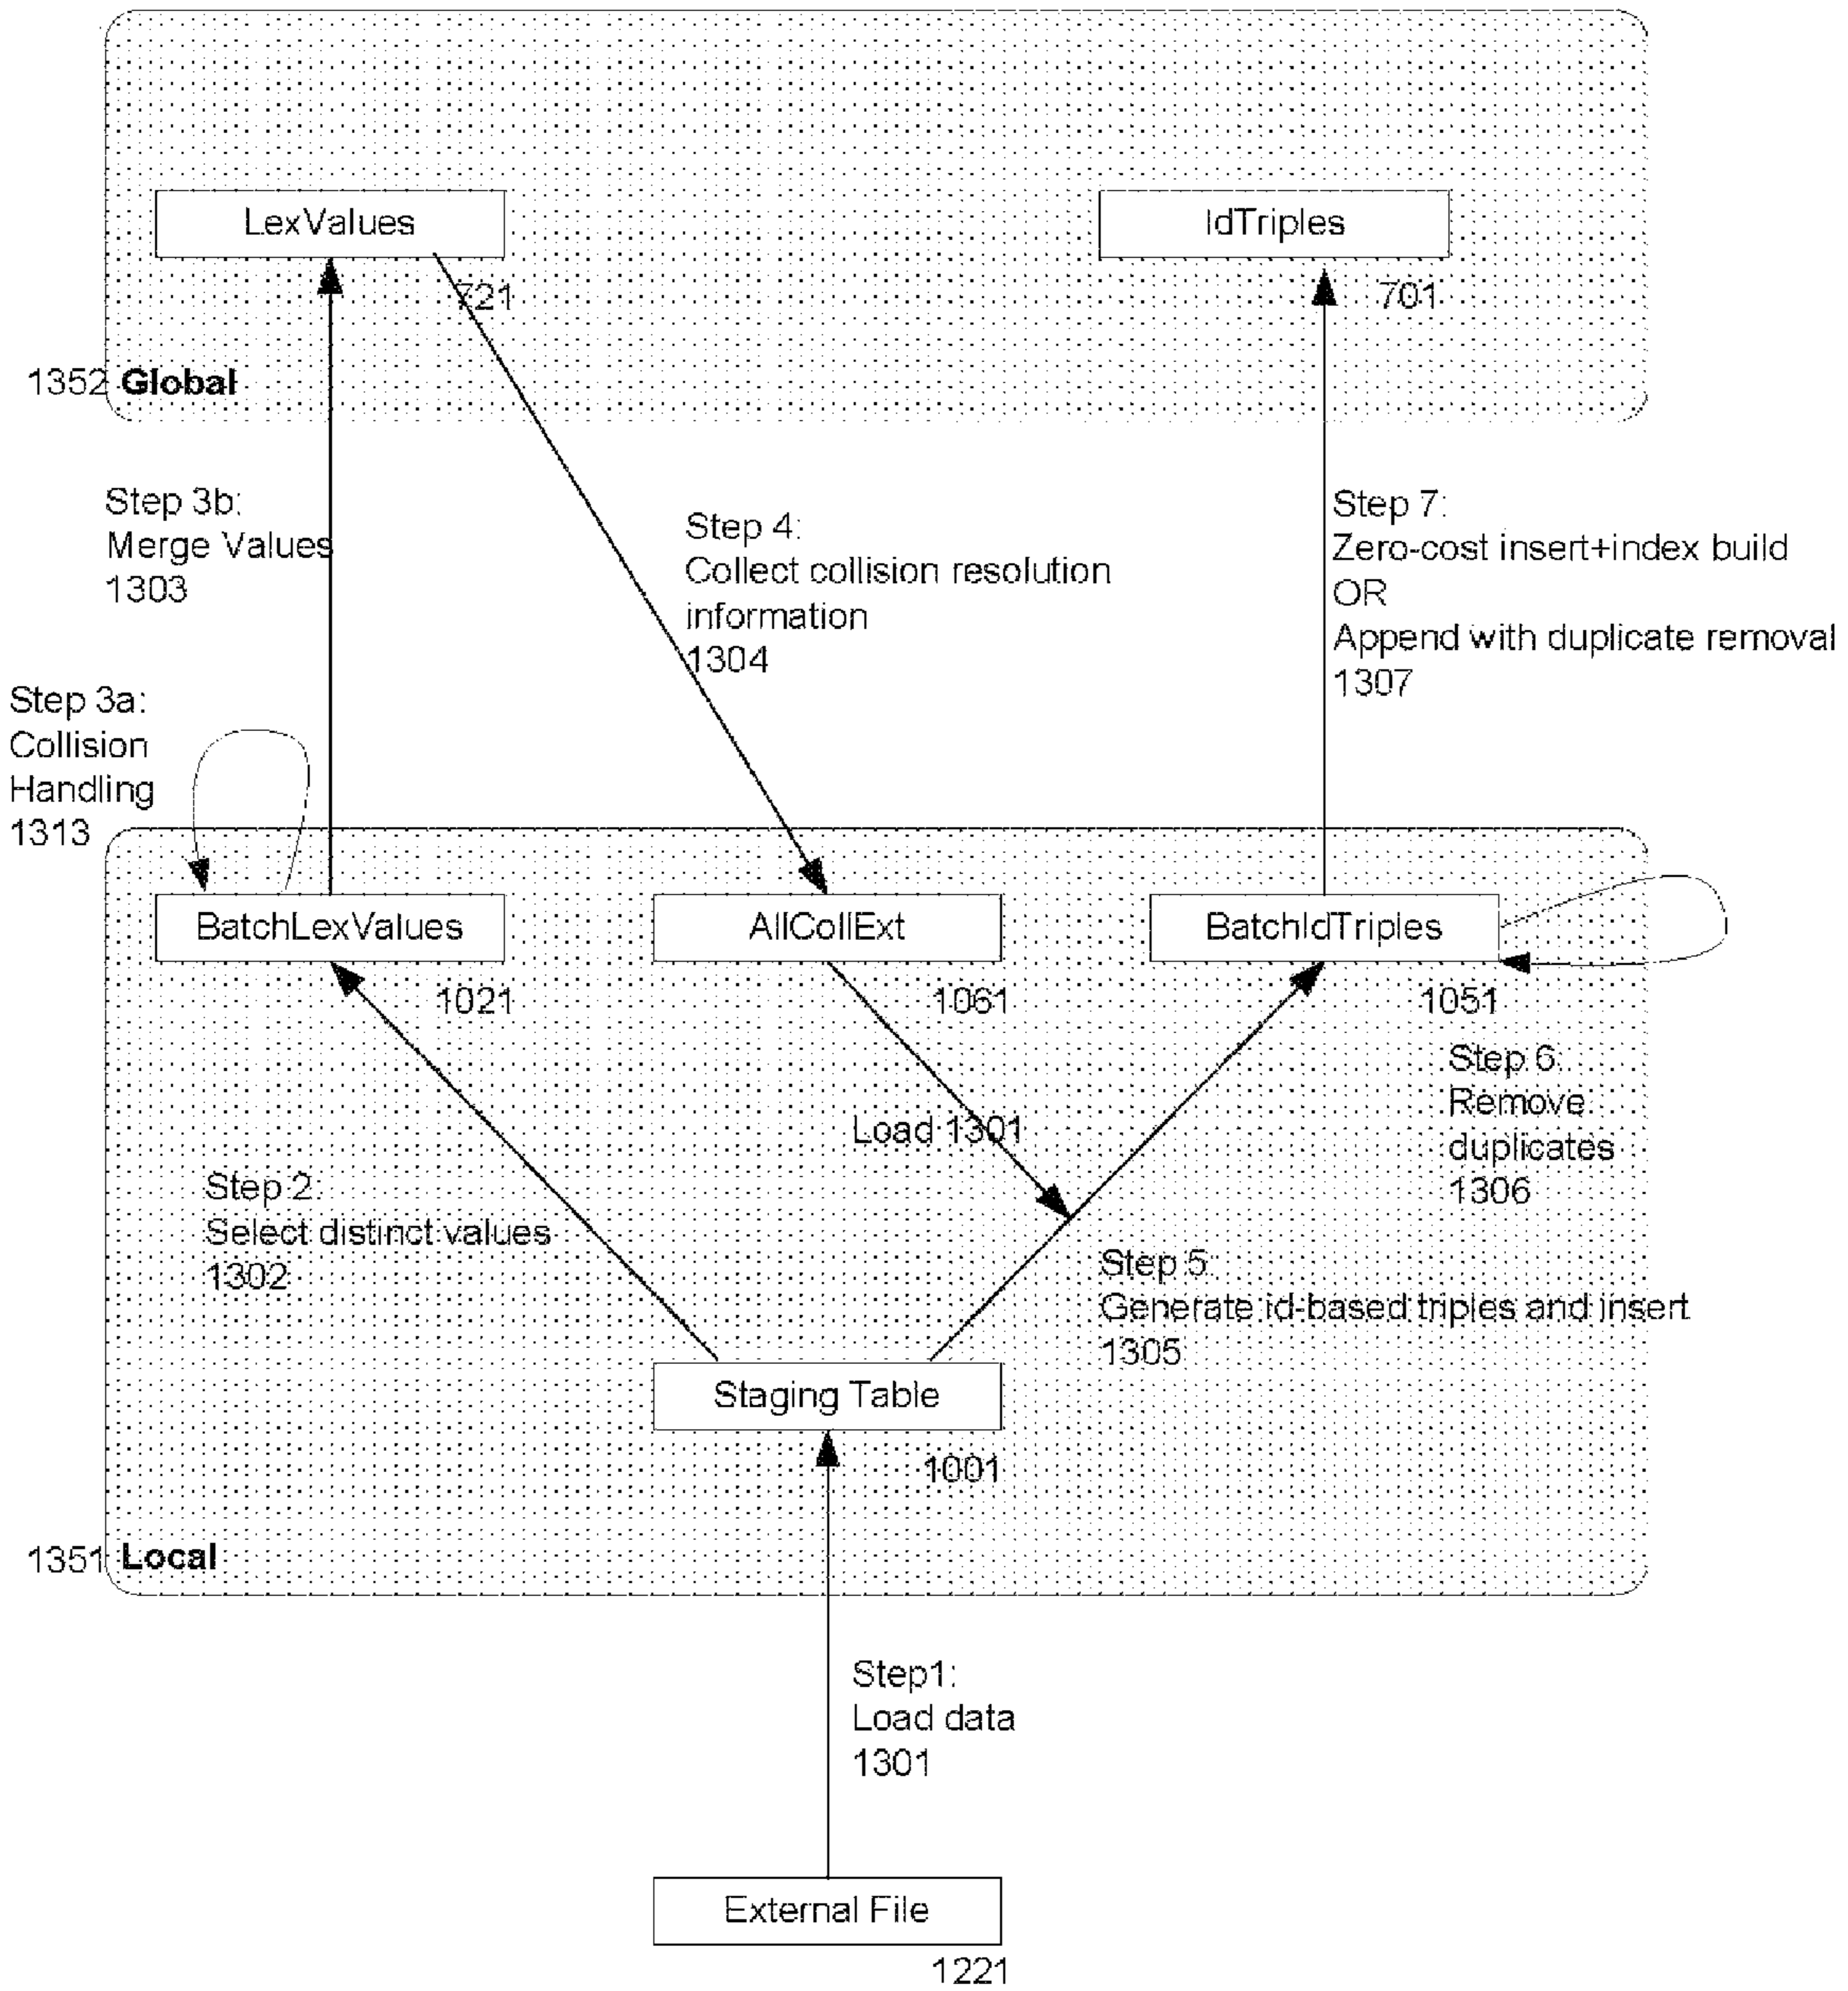 LexValues
IdTriples
721
701
1352 Global
Step 3b:
Merge Values
1303
Step 4:
Collect collision resolution
information
1304
Step 7:
Zero-cost insert+index build
OR
Append with duplicate removal
1307
Step 3a:
Collision
Handling
1313
BatchLexValues
AllCollExt
BatchIdTriples
1021
1061
1051
Step 6:
Remove
duplicates
1306
Load 1301
Step 2:
Select distinct values
1302
Step 5:
Generate id-based triples and insert
1305
Staging Table
1001
1351 Local
Step1:
Load data
1301
External File
1221